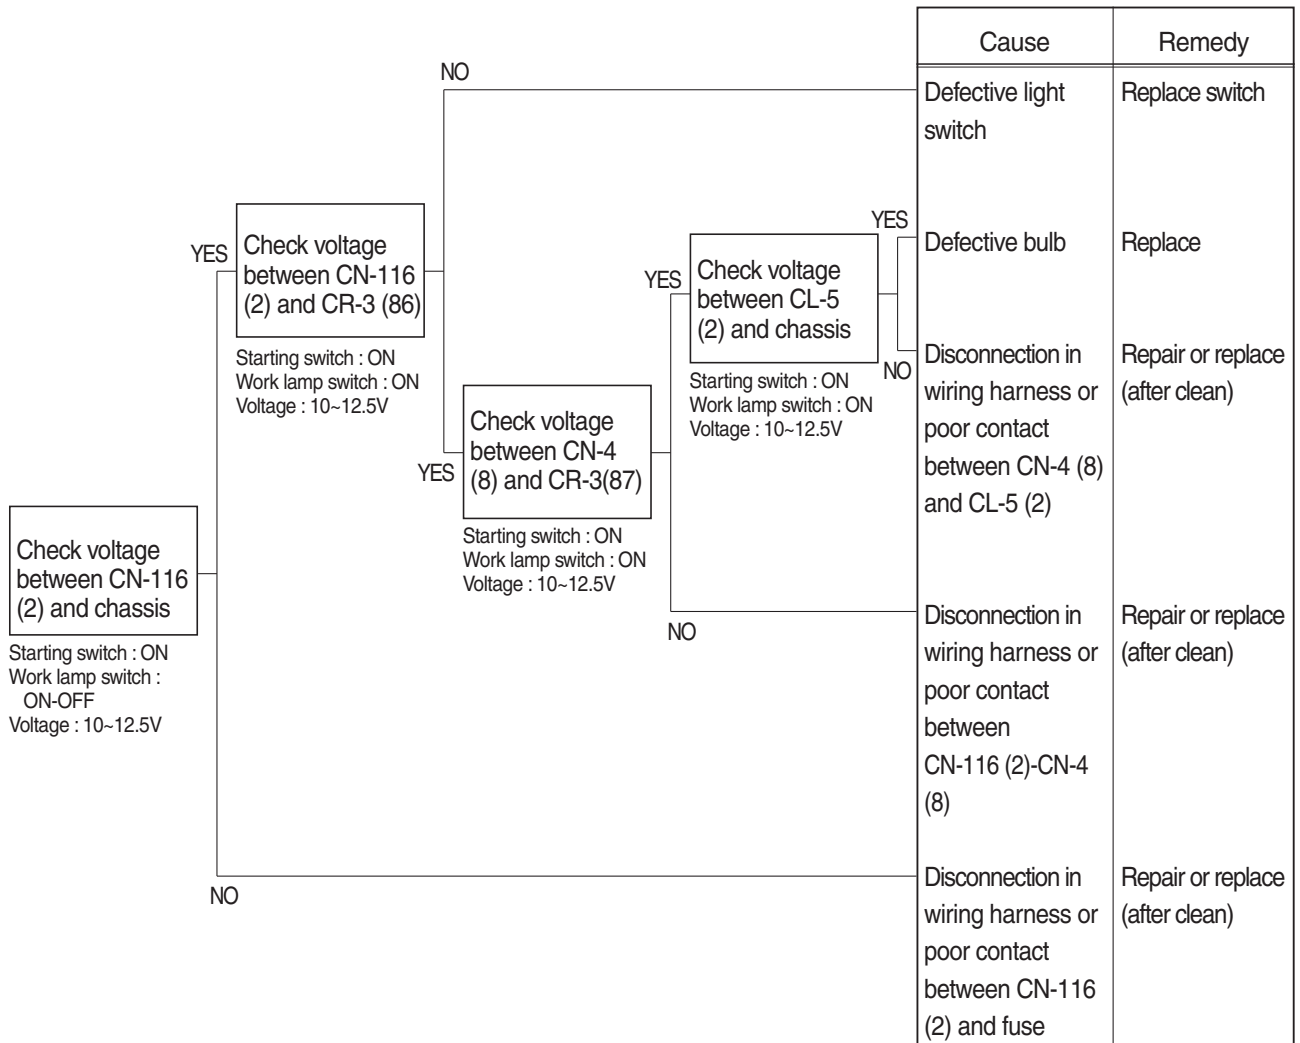 Cause
Remedy
NO
Defective light
switch
Replace switch
YES
Check voltage
between CN-116
(2) and CR-3 (86)
Starting switch : ON
Work lamp switch : ON
Voltage : 10~12.5V
YES
Check voltage
between CL-5
(2) and chassis
YES
Defective bulb
Replace
Starting switch : ON
Work lamp switch : ON
Voltage : 10~12.5V
NO
Disconnection in
wiring harness or
poor contact
between CN-4 (8)
and CL-5 (2)
Repair or replace
(after clean)
YES
Check voltage
between CN-4
(8) and CR-3(87)
Starting switch : ON
Work lamp switch : ON
Voltage : 10~12.5V
Check voltage
between CN-116
(2) and chassis
Starting switch : ON
Work lamp switch :
ON-OFF
Voltage : 10~12.5V
NO
Disconnection in
wiring harness or
poor contact
between
CN-116 (2)-CN-4
(8)
Repair or replace
(after clean)
NO
Disconnection in
wiring harness or
poor contact
between CN-116
(2) and fuse
Repair or replace
(after clean)